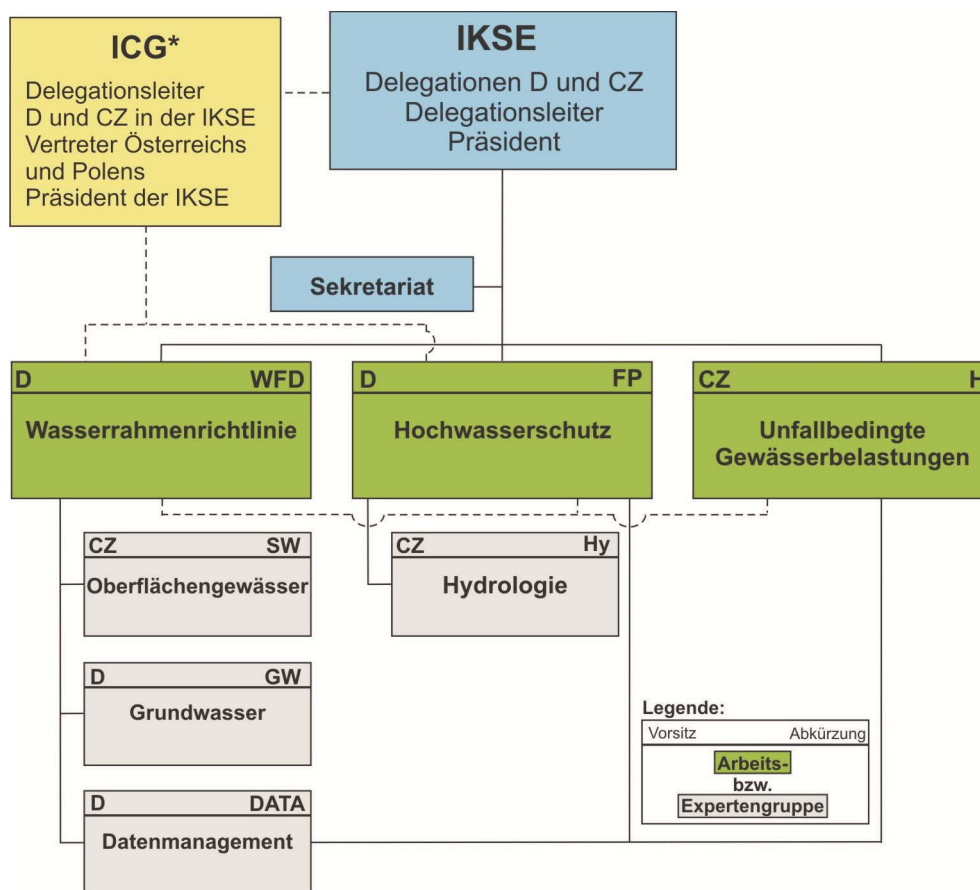 ICG*
Delegationsleiter
D und CZ in der IKSE
Vertreter Österreichs
und Polens
Präsident der IKSE
IKSE
Delegationen D und CZ
Delegationsleiter
Präsident
Sekretariat
D WFD
Wasserrahmenrichtlinie
D FP
Hochwasserschutz
CZ H
Unfallbedingte
Gewässerbelastungen
CZ SW
Oberflächengewässer
CZ Hy
Hydrologie
D GW
Grundwasser
D DATA
Datenmanagement
Legende:
Vorsitz Abkürzung
Arbeits-
bzw.
Expertengruppe